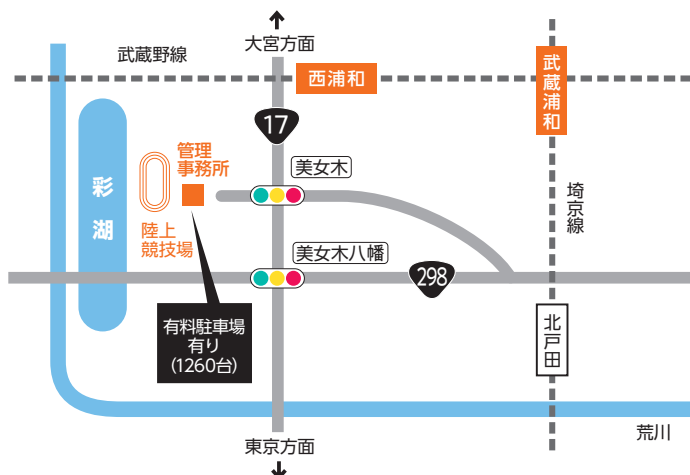 大宮方面
武蔵野線
西浦和
武蔵浦和
17
管理
事務所
美女木
彩湖
埼京線
陸上
競技場
美女木八幡
298
有料駐車場
有り
(1260台)
北戸田
荒川
東京方面